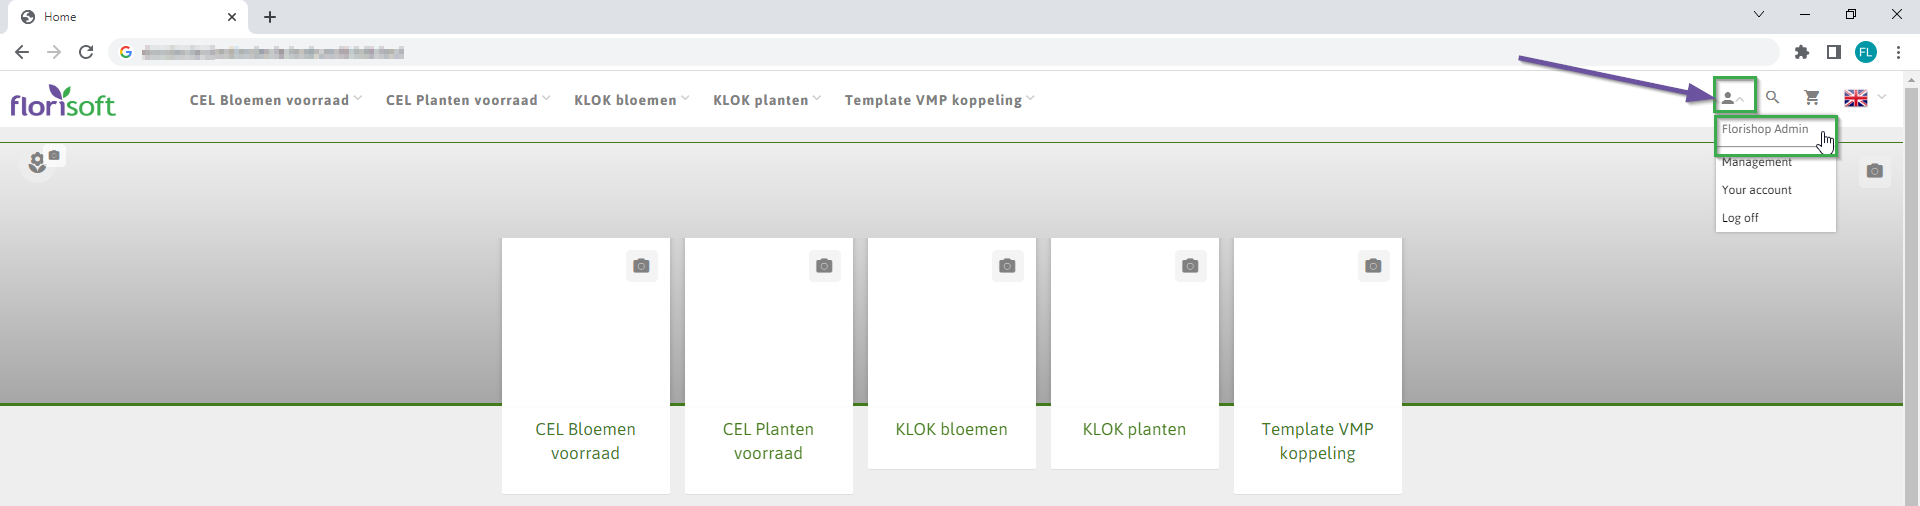 Home
FL
florisoft
CEL Bloemen voorraad
CEL Planten voorraad
KLOK bloemen
KLOK planten
Template VMP koppeling
Florishop Admin
Management
Your account
Log off
CEL Bloemen
voorraad
CEL Planten
voorraad
KLOK bloemen
KLOK planten
Template VMP
koppeling